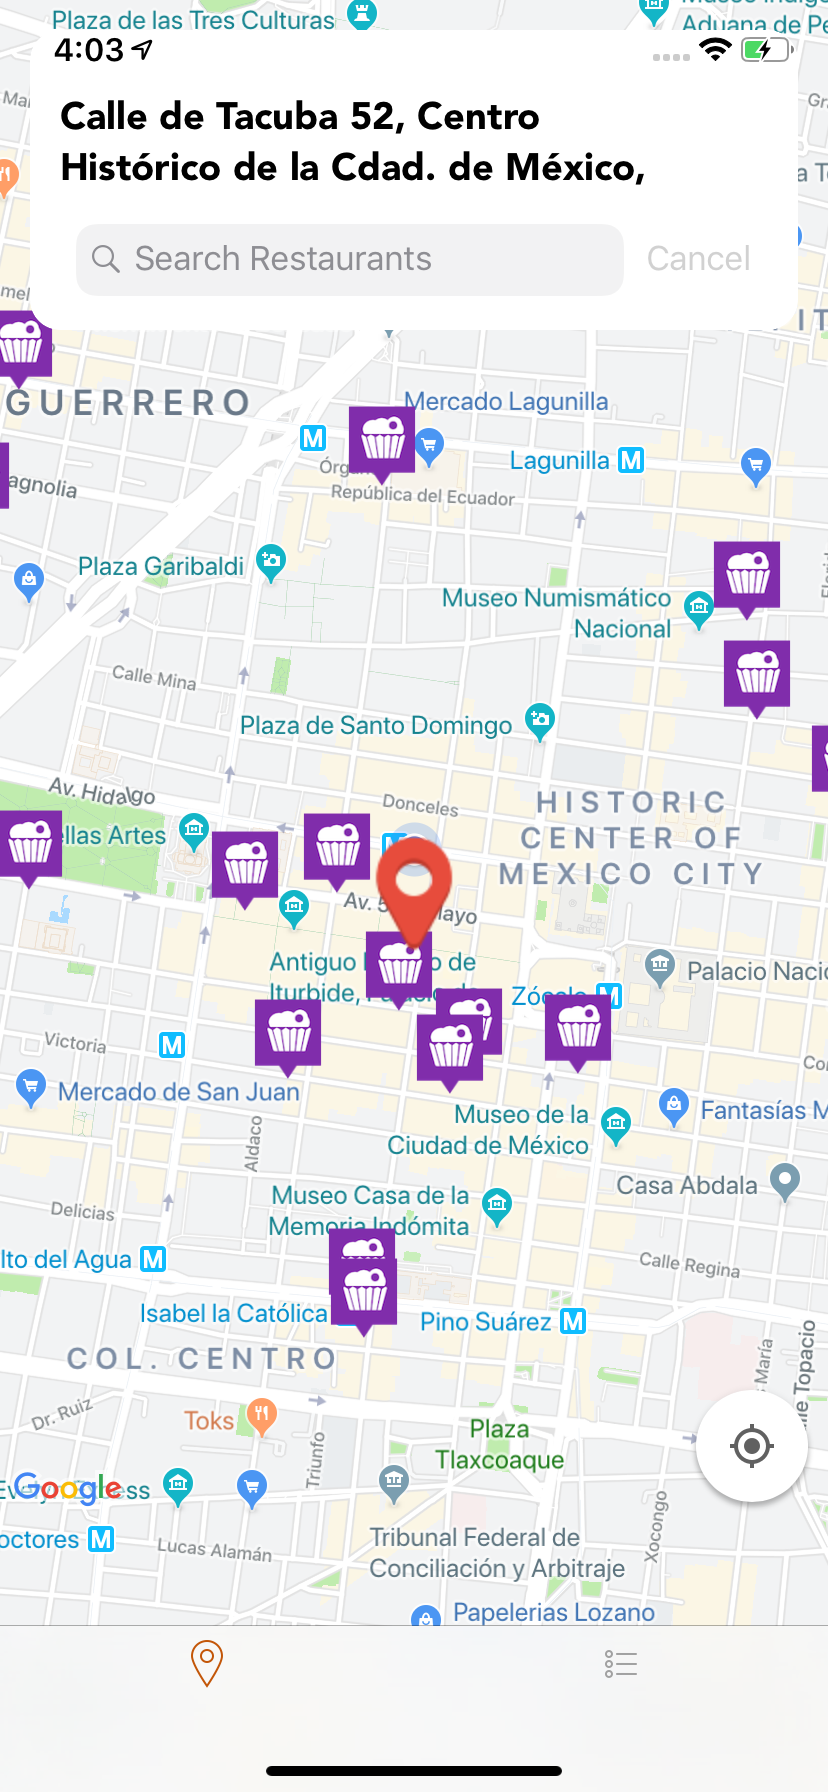 Plaza de las Tres Culturas
Aduana de Pe
4:03
Calle de Tacuba 52, Centro
Histórico de la Cdad. de México,
Search Restaurants
Cancel
GUERRERO
Mercado Lagunilla
M
Lagunilla M
agnolia
República del Ecuador
Plaza Garibaldi
Museo Numismático
Nacional
Calle Mina
Plaza de Santo Domingo
Av. Hidalgo
Donceles
HISTORIC
CENTER OF
MEXICO CITY
ellas Artes
Av. 5
Mayo
Antiguo
o de
Iturbide,
Zócalo M
Palacio Nacio
Victoria
M
Mercado de San Juan
Museo de la
Ciudad de México
Fantasías M
Aldaco
Casa Abdala
Museo Casa de la
Memoria Indómita
Delicias
lto del Agua M
Calle Regina
Isabel la Católica
Pino Suárez M
COL. CENTRO
María
le Topacio
Dr. Ruiz
Toks
Triunfo
Plaza
Tlaxcoaque
Google
ess
octores M
Lucas Alamán
Xocongo
Tribunal Federal de
Conciliación y Arbitraje
Papelerias Lozano